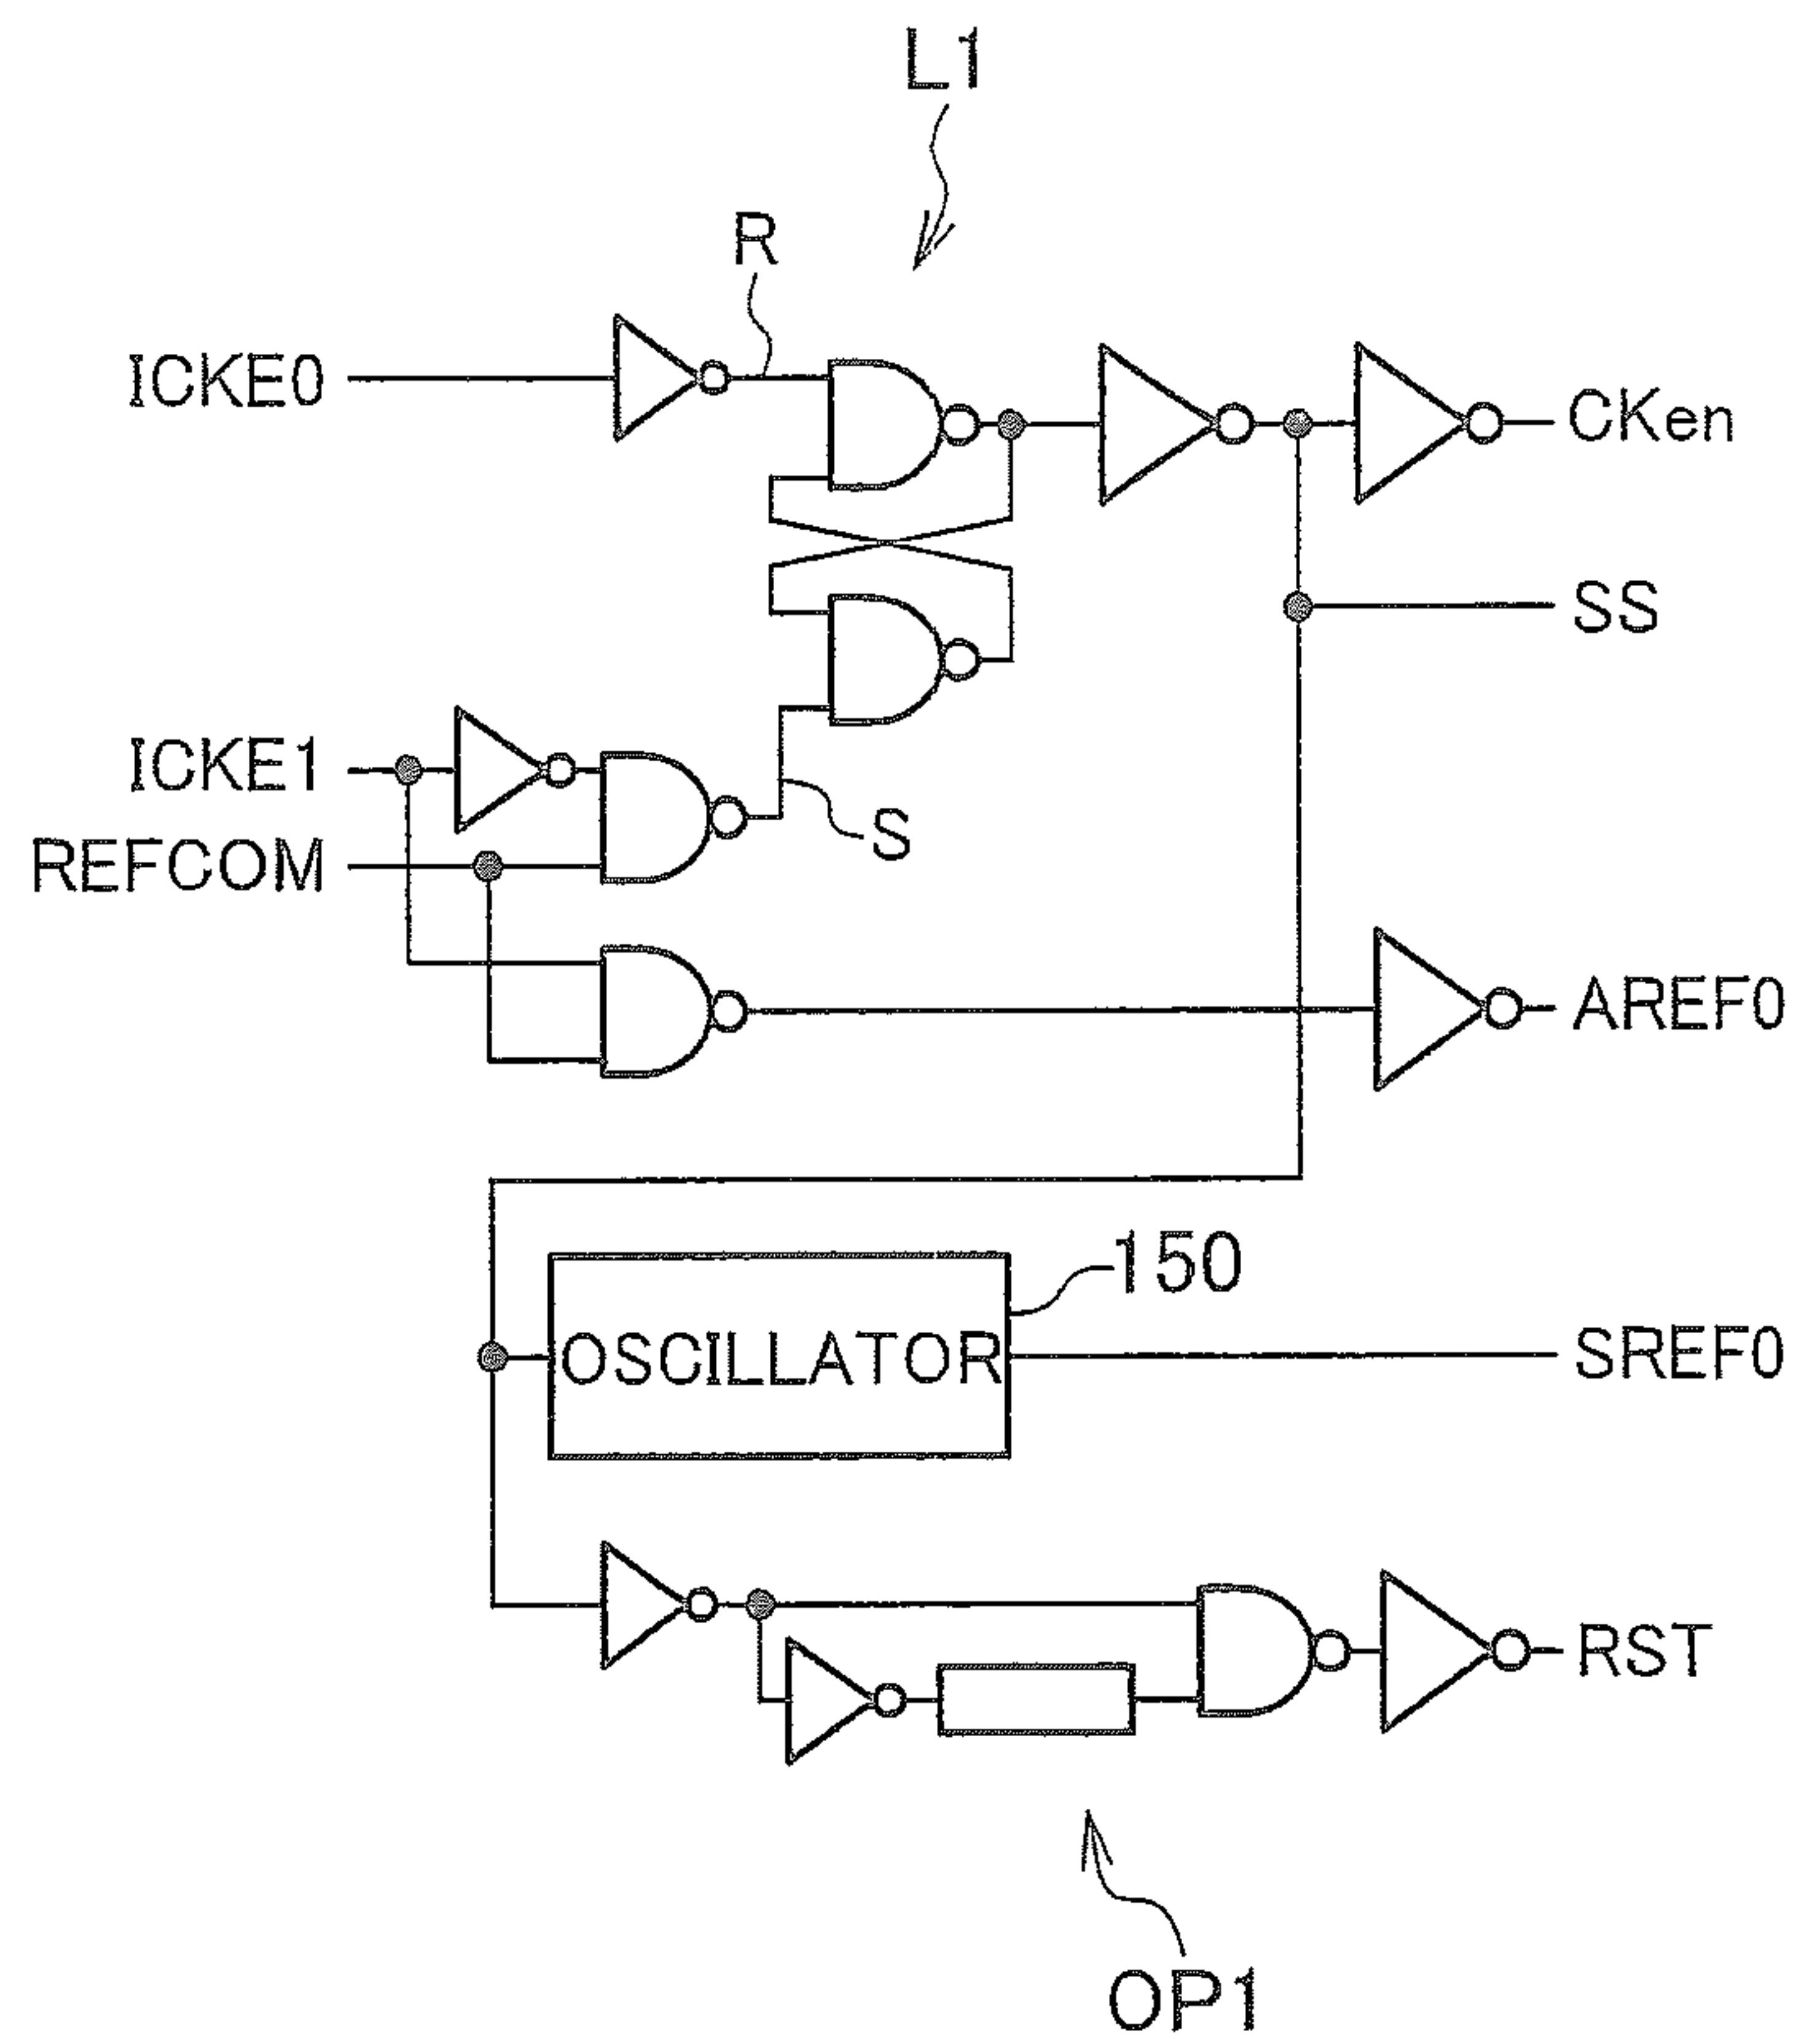 L1
R
ICKE0
CKen
SS
ICKE1
S
REFCOM
AREF0
150
OSCILLATOR
SREF0
RST
OP1